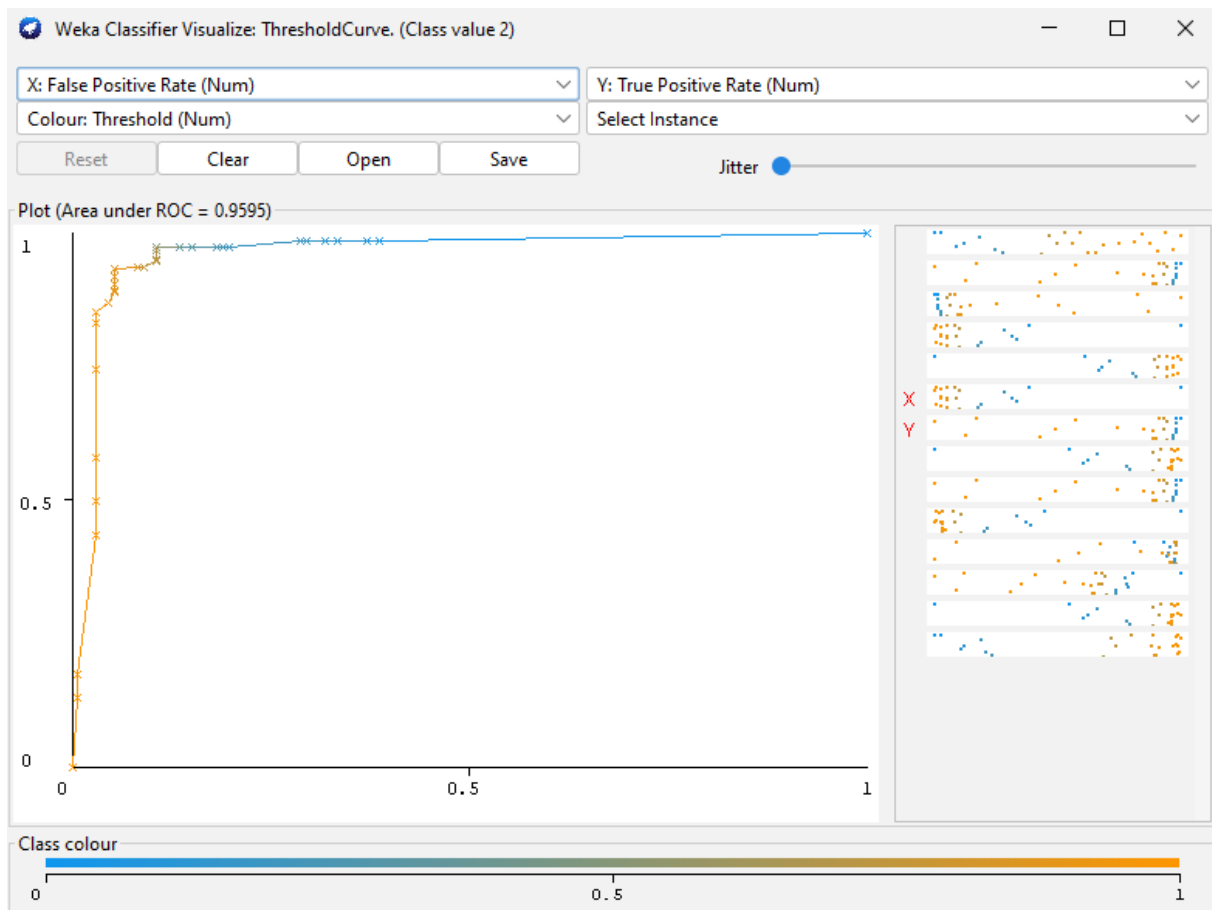 Weka Classifier Visualize: ThresholdCurve. (Class value 2)
X: False Positive Rate (Num)
Y: True Positive Rate (Num)
Colour: Threshold (Num)
Select Instance
Reset
Clear
Open
Save
Jitter
Plot (Area under ROC = 0.9595)
1
0.5
0
0
0.5
1
X
Y
Class colour
0
0.5
1